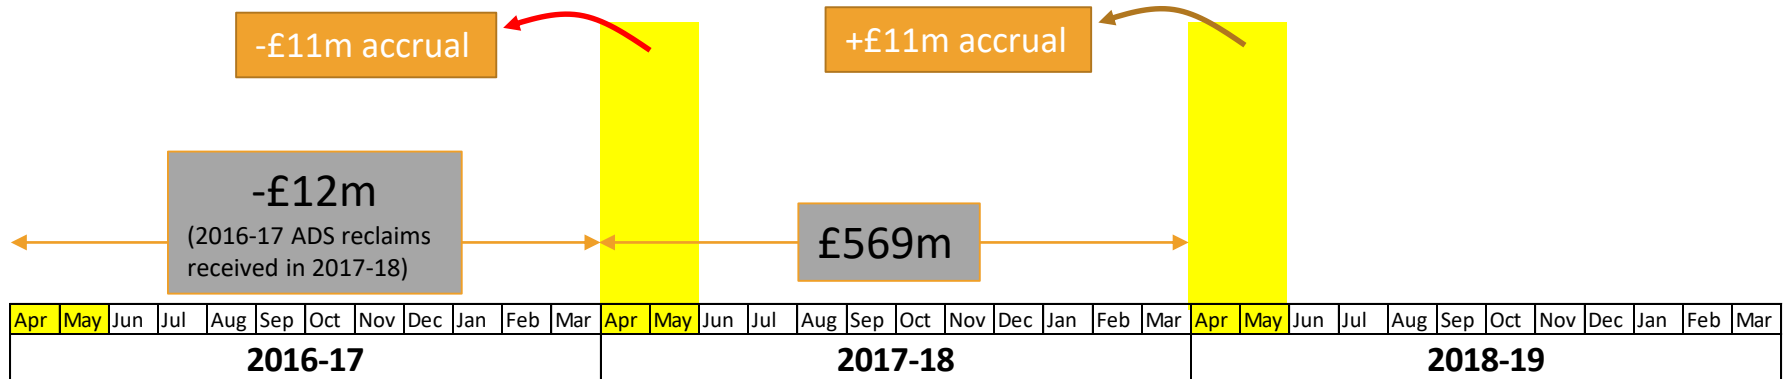 -£11m accrual
+£11m accrual
-£12m
(2016-17 ADS reclaims
received in 2017-18)
£569m
Apr May Jun Jul Aug Sep Oct Nov Dec Jan Feb Mar Apr May Jun Jul Aug Sep Oct Nov Dec Jan Feb Mar Apr May Jun Jul Aug Sep Oct Nov Dec Jan Feb Mar
2016-17 2017-18 2018-19